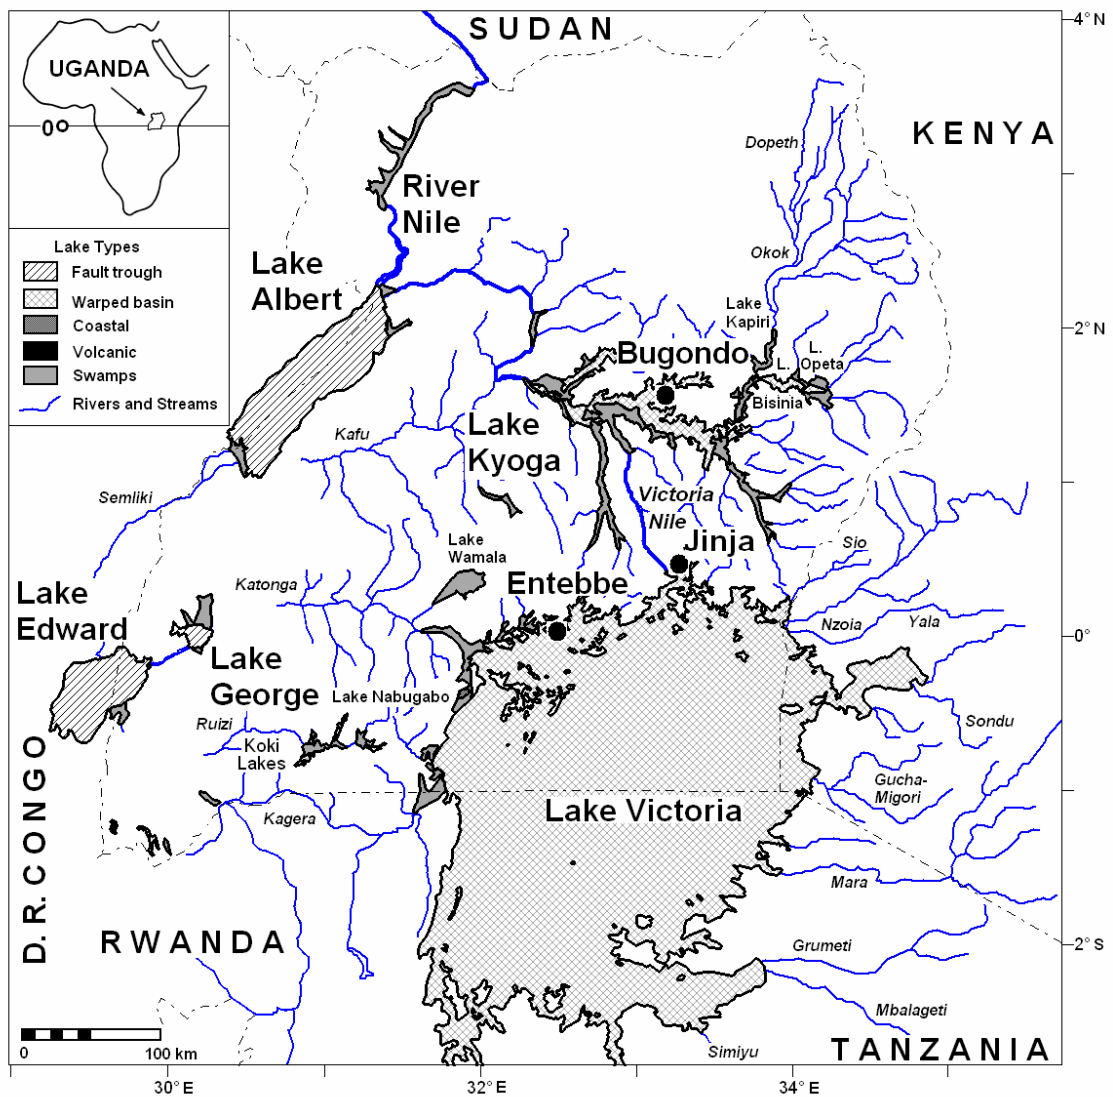 SUDAN
4° N
UGANDA
0
KENYA
Dopeth
River
Nile
Lake Types
Fault trough
Warped basin
Coastal
Volcanic
Swamps
Rivers and Streams
Lake
Albert
Okok
Lake
Kapiri
2° N
Bugondo
L.
Opeta
L.
Bisinia
Lake
Kyoga
Kafu
Semliki
Victoria
Nile
Jinja
Sio
Lake
Wamala
Katonga
Entebbe
Lake
Edward
Nzoia
Yala
0°
Lake
George
Lake Nabugabo
Ruizi
Koki
Lakes
Sondu
Gucha-
Migori
Lake Victoria
Kagera
Mara
D.R.CONGO
RWANDA
Grumeti
2° S
Mbalageti
Simiyu
TANZANIA
0
100 km
30°E
32°E
34°E